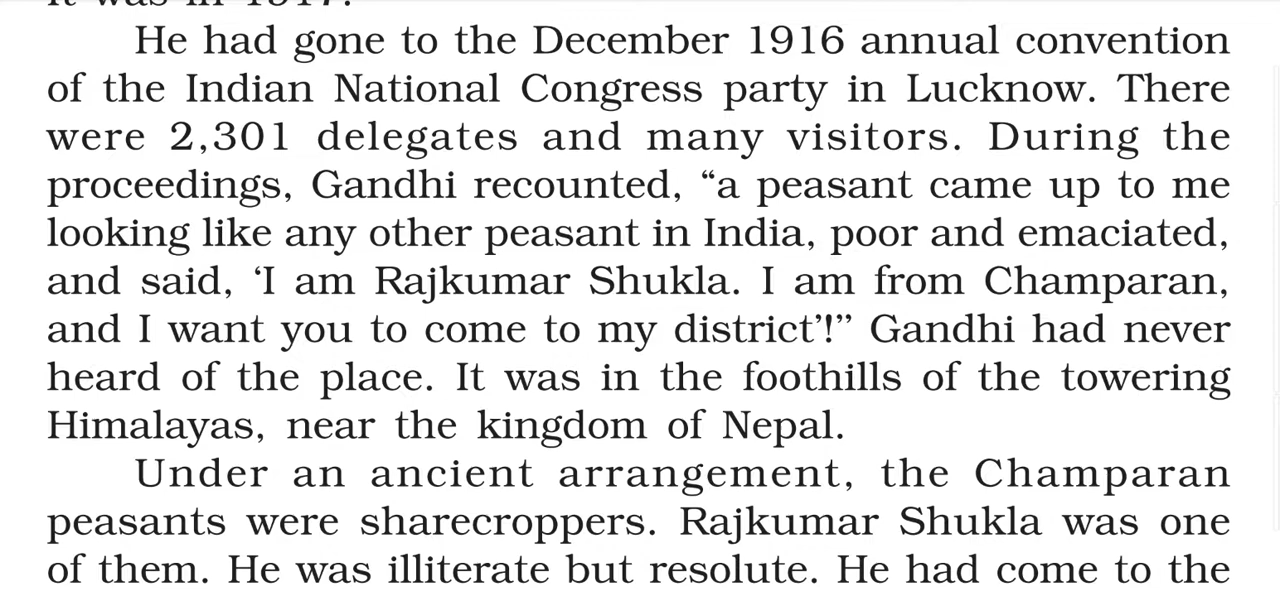 it was in 1917.
He had gone to the December 1916 annual convention
of the Indian National Congress party in Lucknow. There
were 2,301 delegates and many visitors. During the
proceedings, Gandhi recounted, “a peasant came up to me
looking like any other peasant in India, poor and emaciated,
and said, ‘I am Rajkumar Shukla. I am from Champaran,
and I want you to come to my district’!” Gandhi had never
heard of the place. It was in the foothills of the towering
Himalayas, near the kingdom of Nepal.
Under an ancient arrangement, the Champaran
peasants were sharecroppers. Rajkumar Shukla was one
of them. He was illiterate but resolute. He had come to the